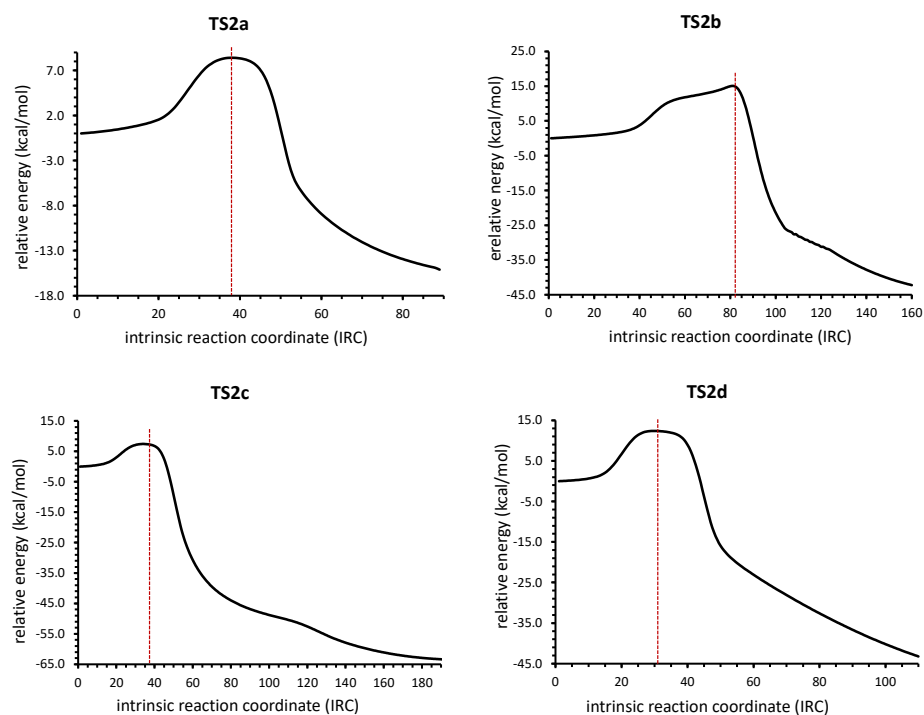 TS2a
relative energy (kcal/mol)
7.0
2.0
-3.0
-8.0
-13.0
-18.0
0 20 40 60 80
intrinsic reaction coordinate (IRC)
TS2b
erelative nergy (kcal/mol)
25.0
15.0
5.0
-5.0
-15.0
-25.0
-35.0
-45.0
0 20 40 60 80 100 120 140 160
intrinsic reaction coordinate (IRC)
TS2c
relative energy (kcal/mol)
15.0
5.0
-5.0
-15.0
-25.0
-35.0
-45.0
-55.0
-65.0
0 20 40 60 80 100 120 140 160 180
intrinsic reaction coordinate (IRC)
TS2d
relative energy (kcal/mol)
15.0
5.0
-5.0
-15.0
-25.0
-35.0
-45.0
0 20 40 60 80 100
intrinsic reaction coordinate (IRC)